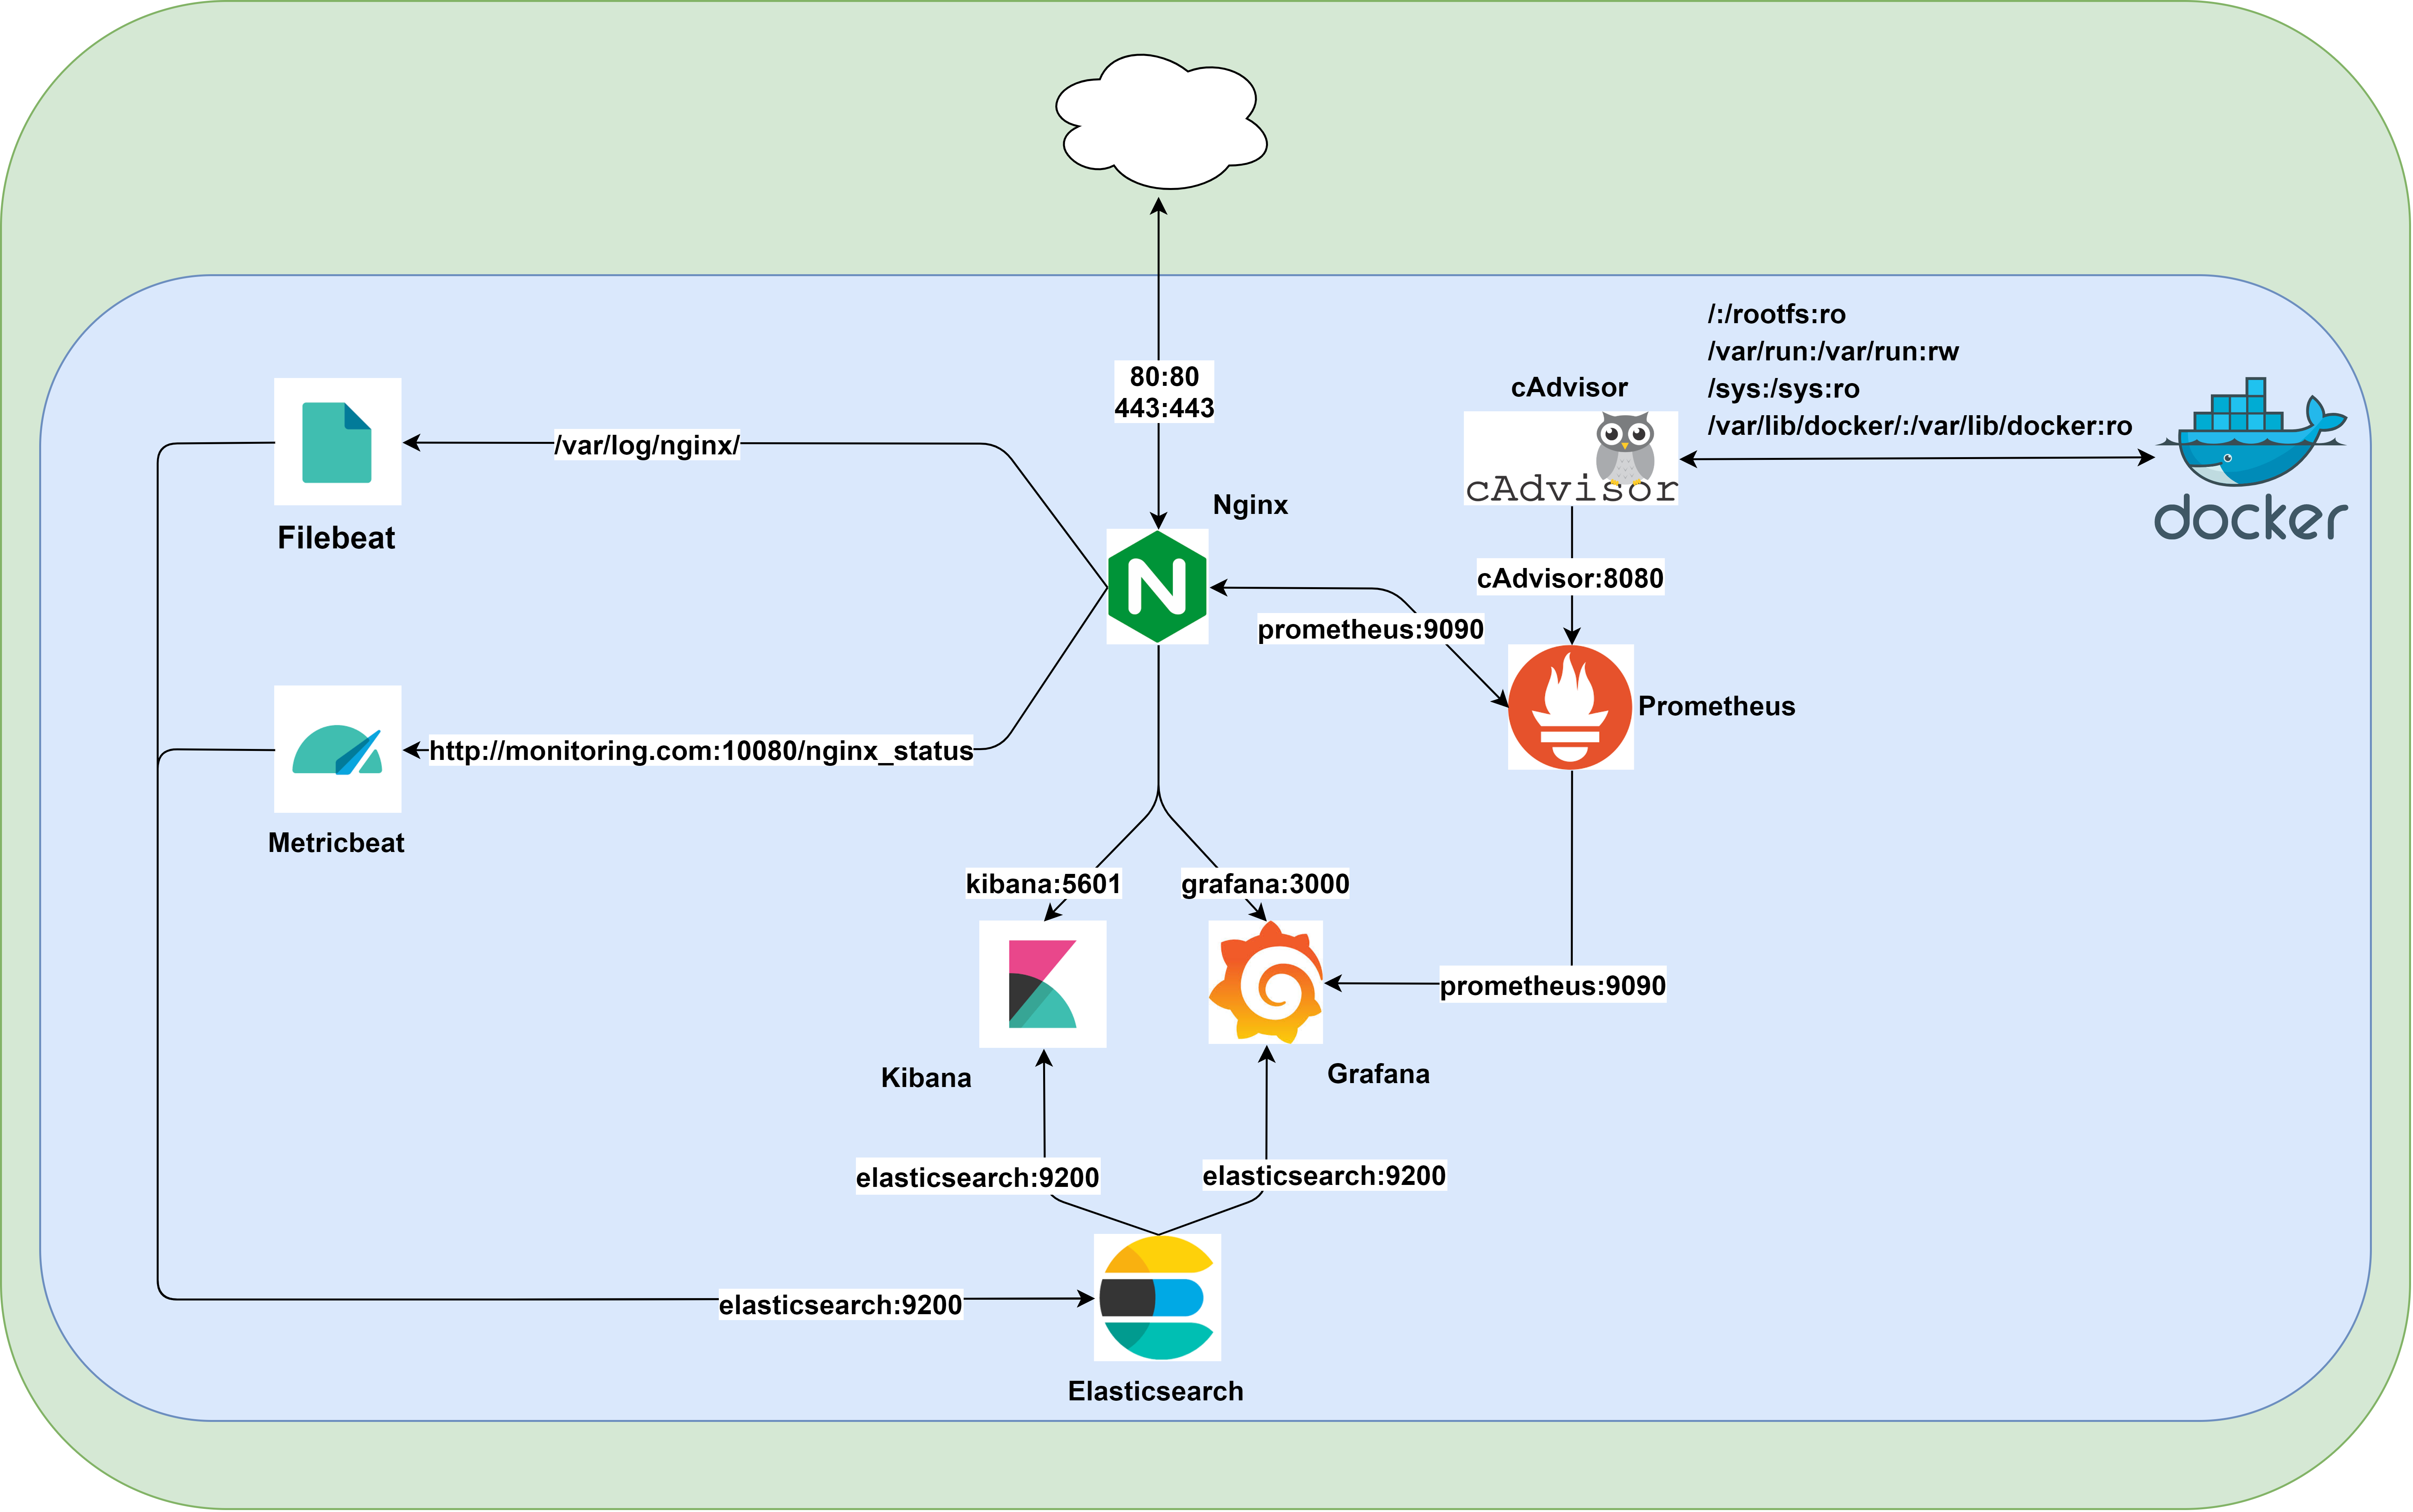 80:80
443:443
/:/rootfs:ro
/var/run:/var/run:rw
/sys:/sys:ro
/var/lib/docker/:/var/lib/docker:ro
cAdvisor
cAdvisor
docker
/var/log/nginx/
Filebeat
Nginx
cAdvisor:8080
prometheus:9090
Prometheus
http://monitoring.com:10080/nginx_status
Metricbeat
kibana:5601
grafana:3000
prometheus:9090
Kibana
Grafana
elasticsearch:9200
elasticsearch:9200
elasticsearch:9200
Elasticsearch